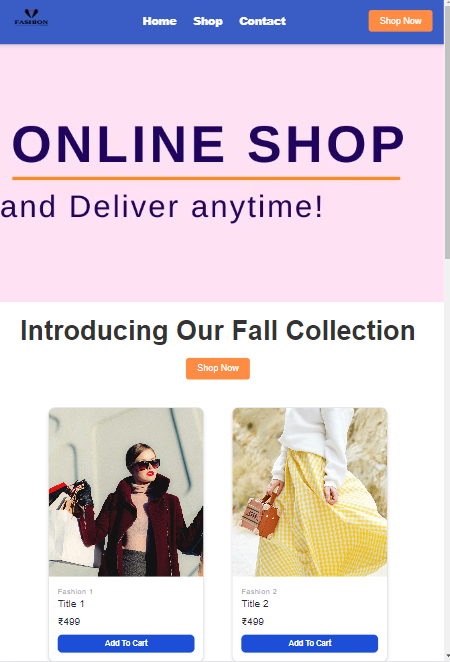 FASHION
Home Shop Contact Shop Now
ONLINE SHOP
and Deliver anytime!
Introducing Our Fall Collection
Shop Now
Fashion 1
Title 1
₹499
Add To Cart
Fashion 2
Title 2
₹499
Add To Cart